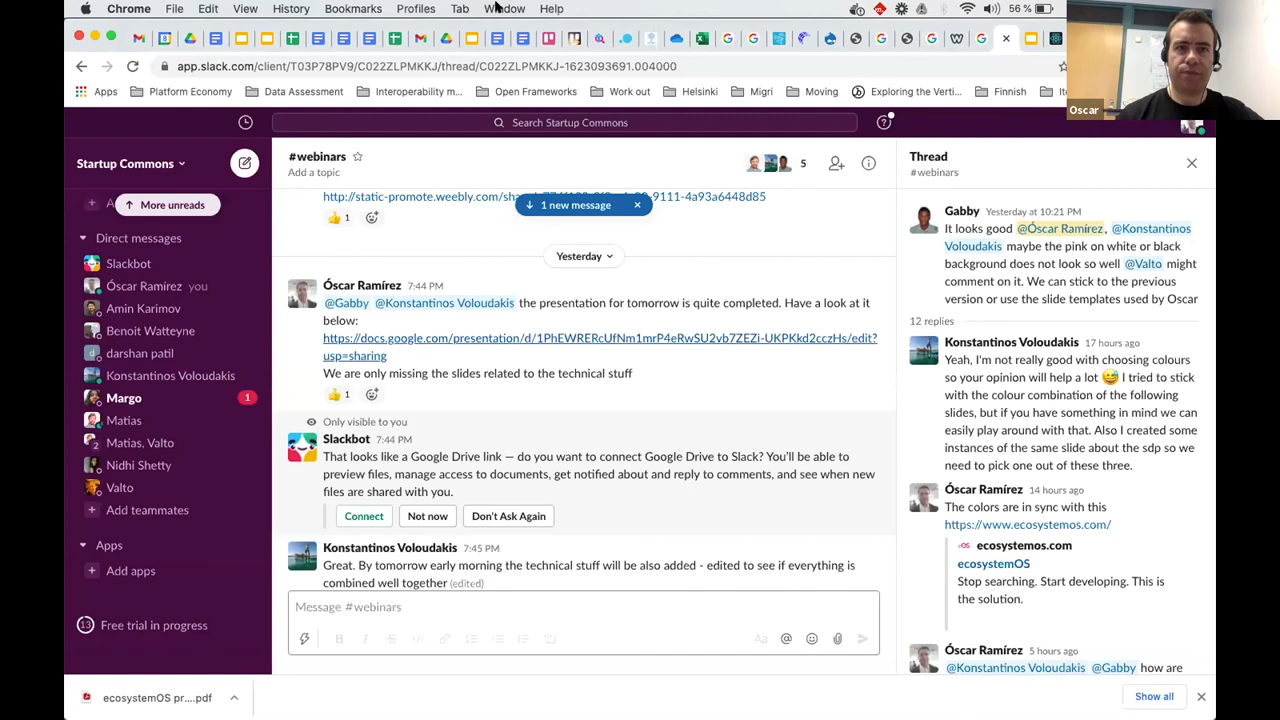 Chrome File Edit View History Bookmarks Profiles Tab Window Help
56 %
app.slack.com/client/T03P78PV9/C022ZLPMKKJ/thread/C022ZLPMKKJ-1623093691.004000
Apps Platform Economy Data Assessment Interoperability m... Open Frameworks Work out Helsinki Migri Moving Exploring the Verti... Finnish
Oscar
Search Startup Commons
Startup Commons
More unreads
Direct messages
Slackbot
Óscar Ramírez you
Amin Karimov
Benoit Watteyne
darshan patil
Konstantinos Voloudakis
Margo 1
Matias
2 Matias, Valto
Nidhi Shetty
Valto
Add teammates
Apps
Add apps
13 Free trial in progress
#webinars
Add a topic
5
9111-4a93a6448d85
1 new message
1
Yesterday
Óscar Ramírez 7:44 PM
@Gabby @Konstantinos Voloudakis the presentation for tomorrow is quite completed. Have a look at it
below:
https://docs.google.com/presentation/d/1PhEWRERcUfNm1mrP4eRwSU2vb7ZEZi-UKPKkd2cczHs/edit?
usp=sharing
We are only missing the slides related to the technical stuff
1
Only visible to you
Slackbot 7:44 PM
That looks like a Google Drive link — do you want to connect Google Drive to Slack? You'll be able to
preview files, manage access to documents, get notified about and reply to comments, and see when new
files are shared with you.
Connect Not now Don't Ask Again
Konstantinos Voloudakis 7:45 PM
Great. By tomorrow early morning the technical stuff will be also added - edited to see if everything is
combined well together (edited)
Message #webinars
B I S Aa @
Thread
#webinars
Gabby Yesterday at 10:21 PM
It looks good @Óscar Ramírez, @Konstantinos
Voloudakis maybe the pink on white or black
background does not look so well @Valto might
comment on it. We can stick to the previous
version or use the slide templates used by Oscar
12 replies
Konstantinos Voloudakis 17 hours ago
Yeah, I'm not really good with choosing colours
so your opinion will help a lot I tried to stick
with the colour combination of the following
slides, but if you have something in mind we can
easily play around with that. Also I created some
instances of the same slide about the sdp so we
need to pick one out of these three.
Óscar Ramírez 14 hours ago
The colors are in sync with this
https://www.ecosystemos.com/
ecosystemos.com
ecosystemOS
Stop searching. Start developing. This is
the solution.
Óscar Ramírez 5 hours ago
@Konstantinos Voloudakis @Gabby how are
ecosystemOS pr....pdf
Show all